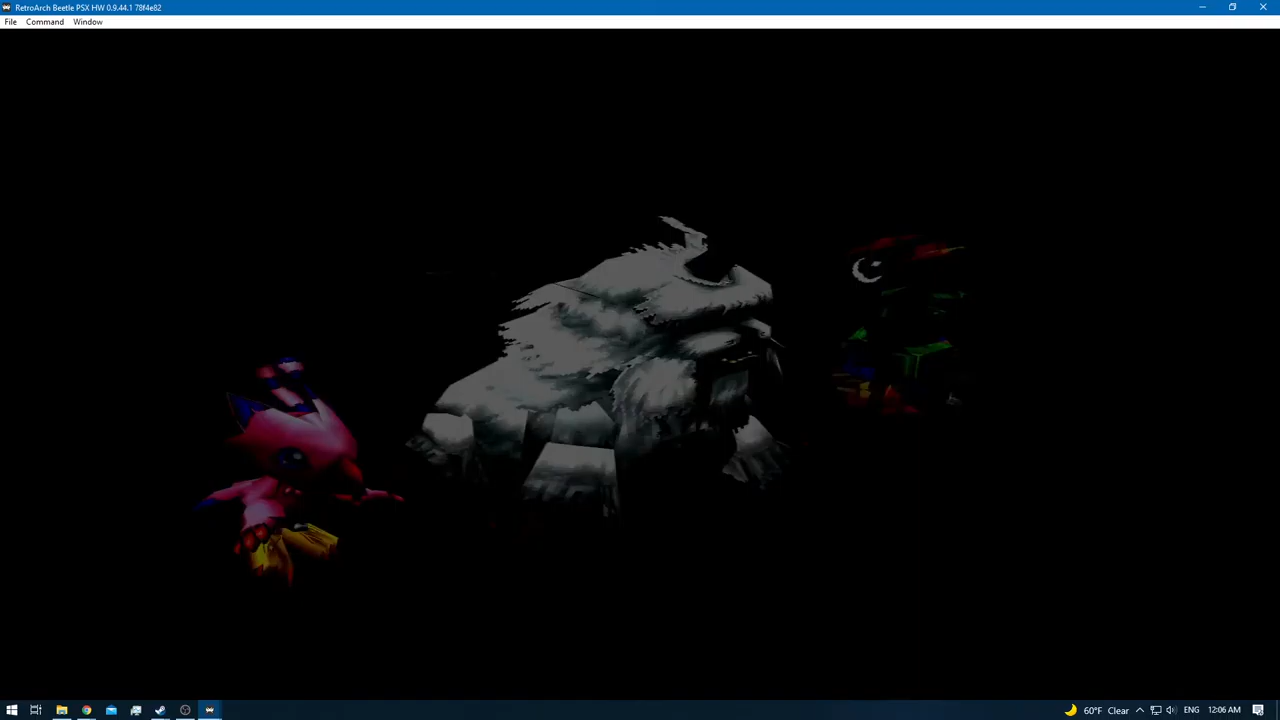 RetroArch Beetle PSX HW 0.9.44.1 78f4e82
File Command Window
60°F Clear ENG 12:06 AM